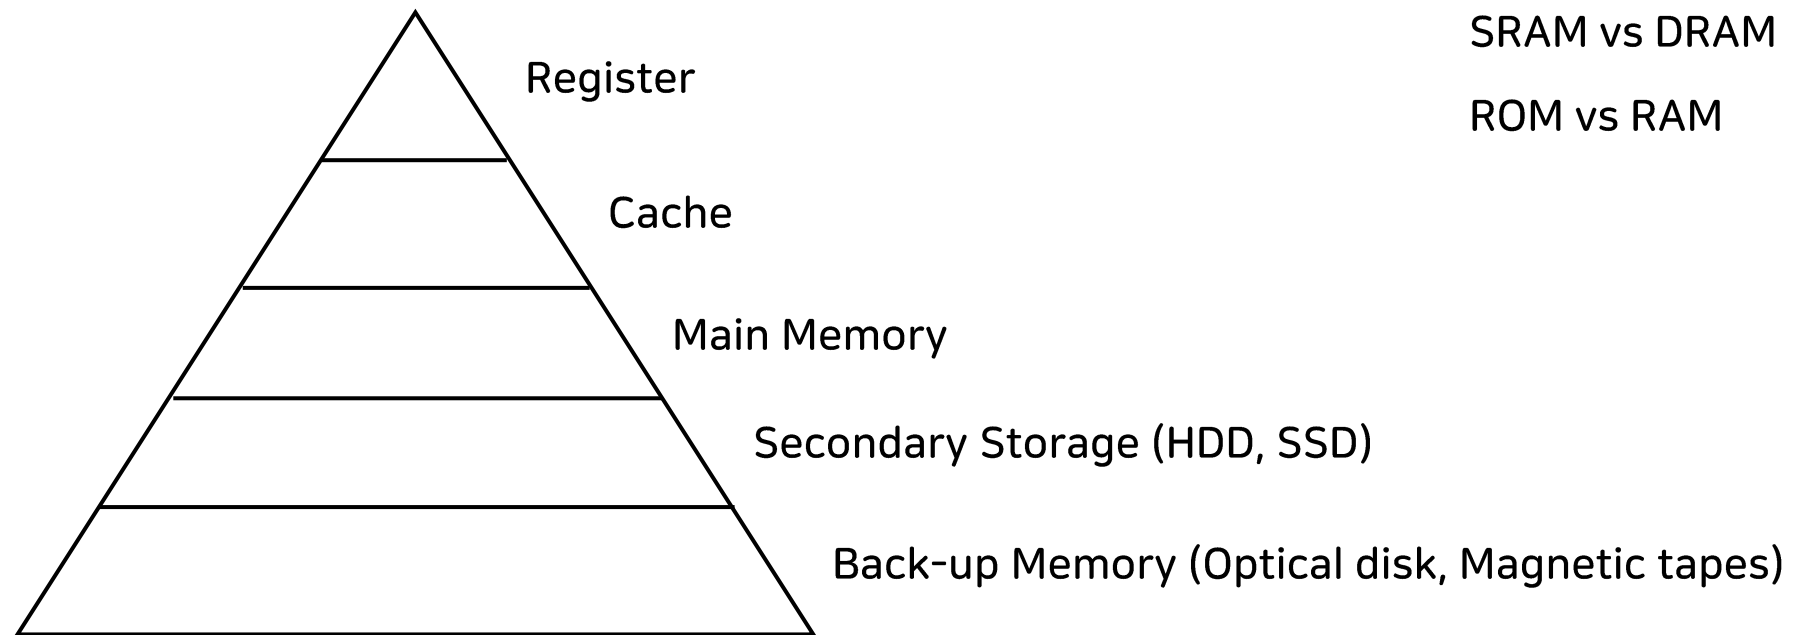 SRAM vs DRAM
Register
ROM vs RAM
Cache
Main Memory
Secondary Storage (HDD, SSD)
Back-up Memory (Optical disk, Magnetic tapes)